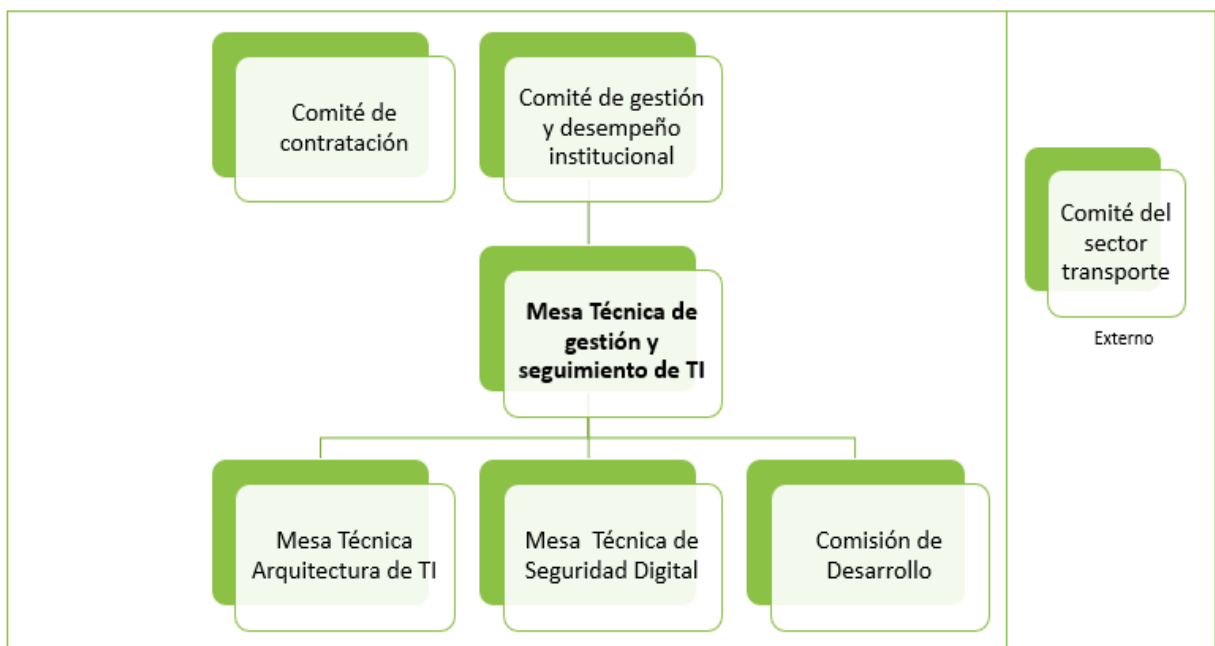 Comité de
contratación
Comité de gestión
y desempeño
institucional
Comité del
sector
transporte
Externo
Mesa Técnica de
gestión y
seguimiento de TI
Mesa Técnica
Arquitectura de TI
Mesa Técnica de
Seguridad Digital
Comisión de
Desarrollo